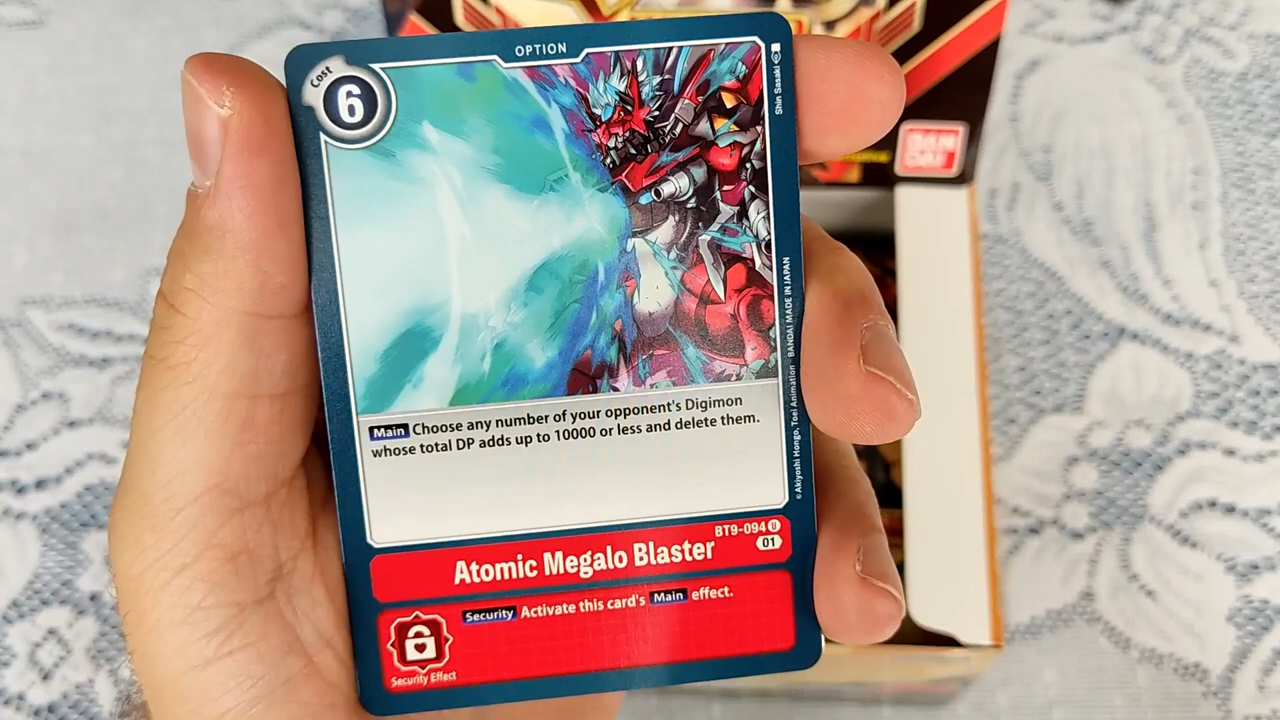 OPTION
Cost
6
Shin Sasaki
BAN
DAI
Main Choose any number of your opponent's Digimon
whose total DP adds up to 10000 or less and delete them.
© Akiyoshi Hongo, Toei Animation · BANDAI MADE IN JAPAN
BT9-094 U
01
Atomic Megalo Blaster
Security Activate this card's Main effect.
Security Effect